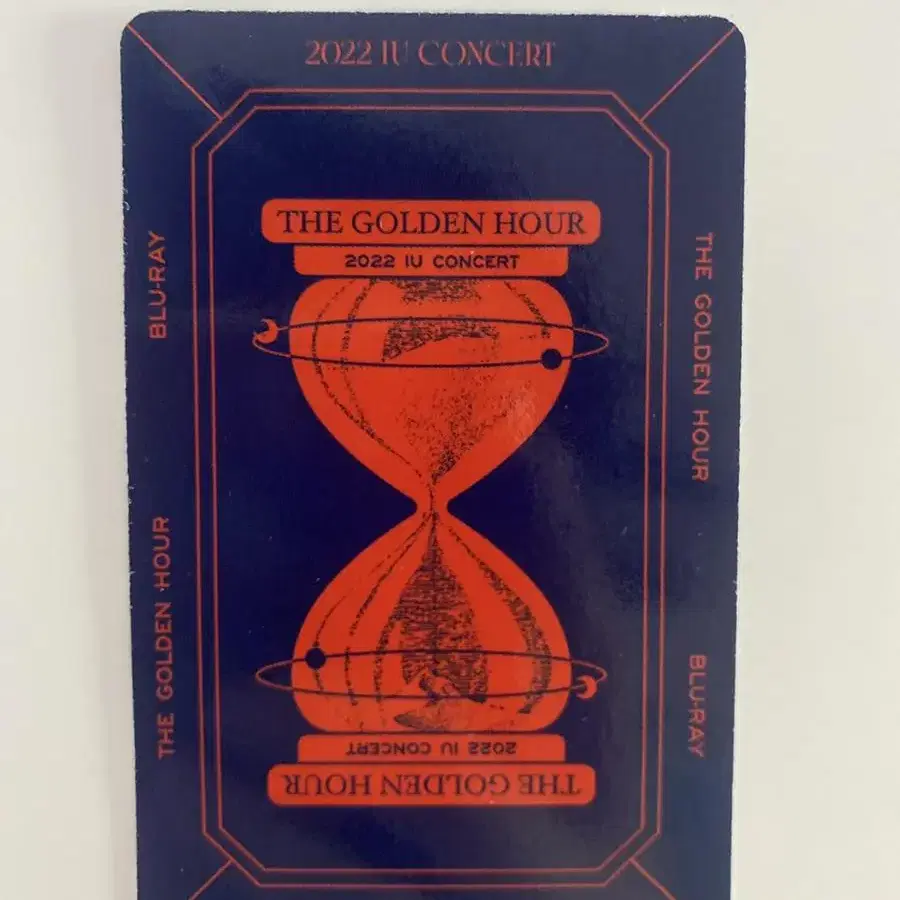 2022 IU CONCERT
THE GOLDEN HOUR
2022 IU CONCERT
BLU-RAY
THE GOLDEN HOUR
THE GOLDEN HOUR
BLU-RAY
2022 IU CONCERT
THE GOLDEN HOUR